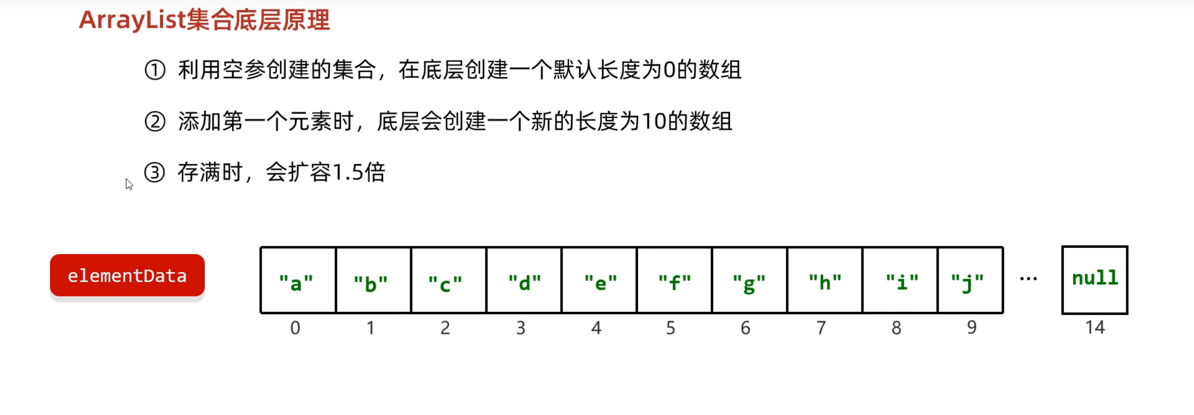 ArrayList集合底层原理
① 利用空参创建的集合，在底层创建一个默认长度为0的数组
② 添加第一个元素时，底层会创建一个新的长度为10的数组
③ 存满时，会扩容1.5倍
elementData "a" "b" "c" "d" "e" "f" "g" "h" "i" "j" ... null
0 1 2 3 4 5 6 7 8 9 14